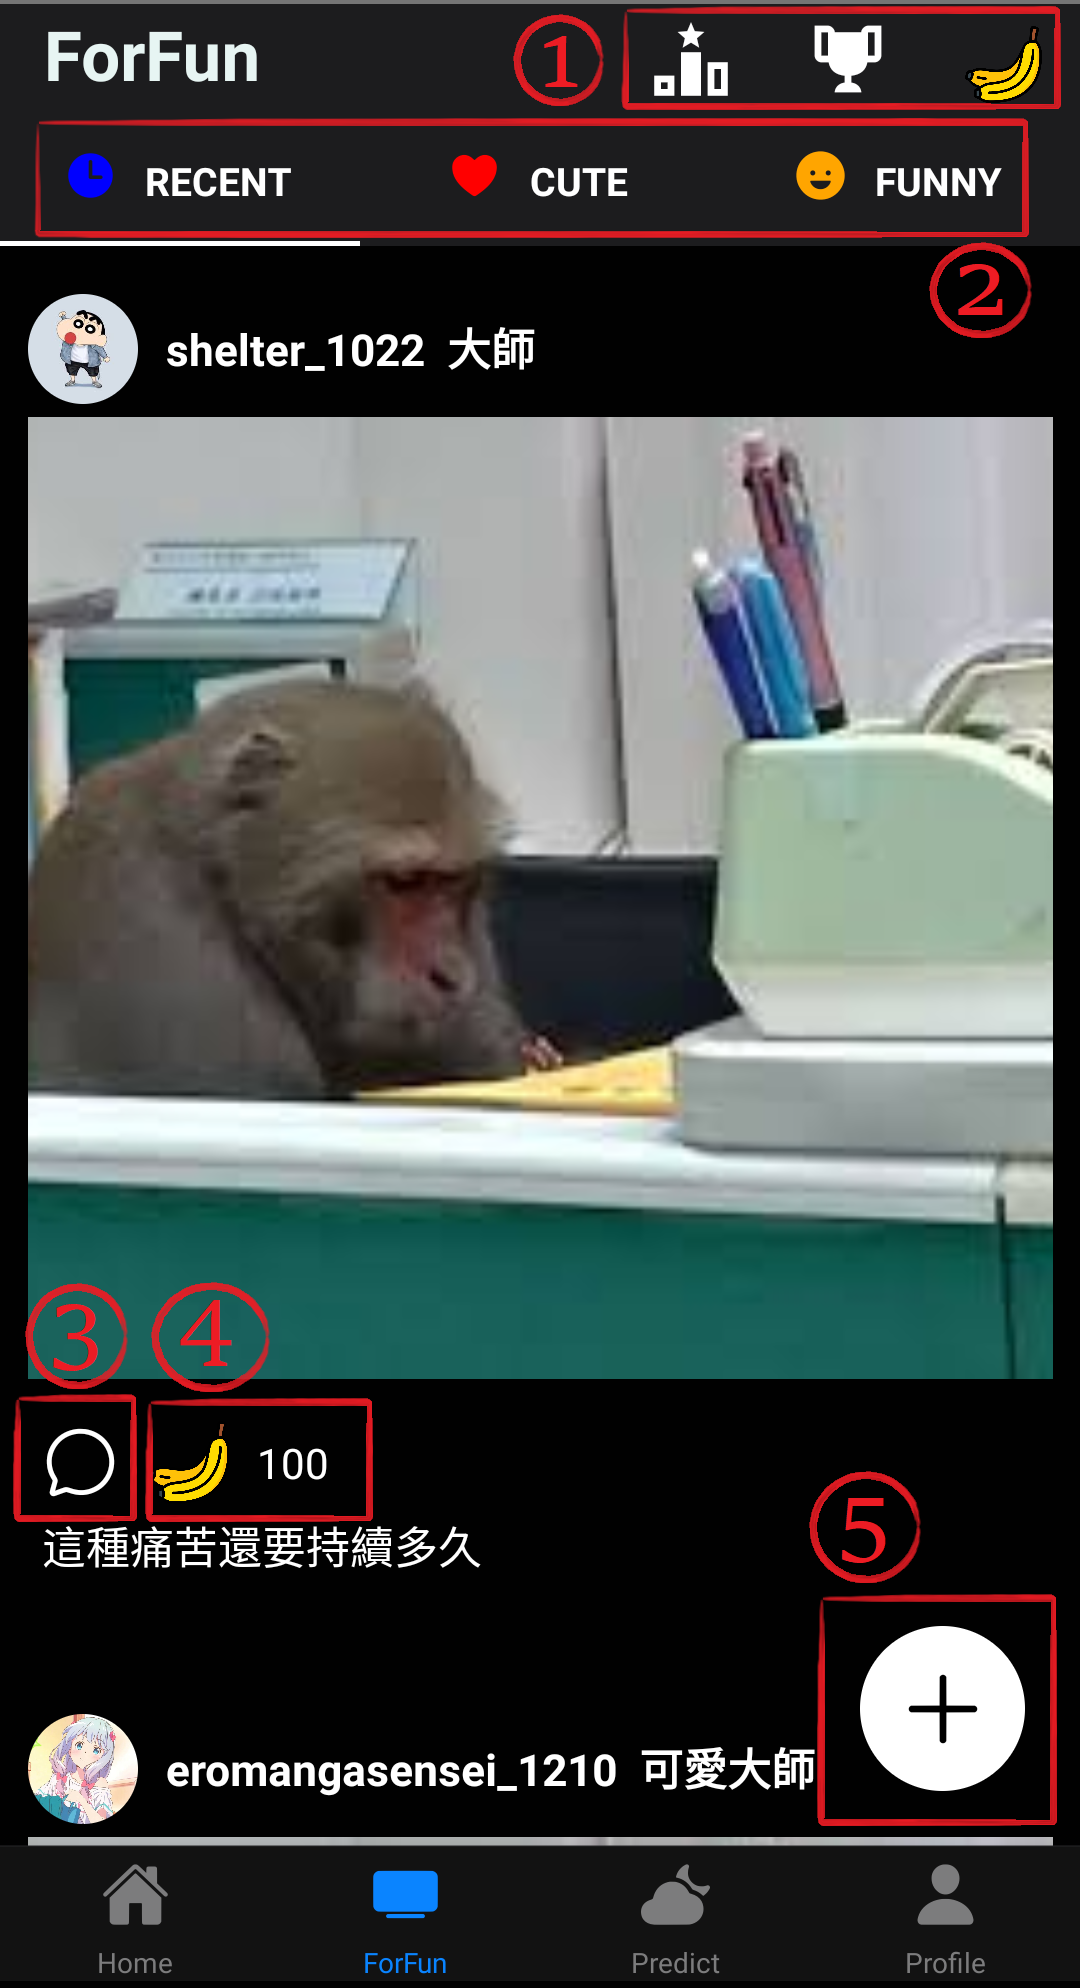 ForFun
①
RECENT CUTE FUNNY
②
shelter_1022 大師
③ ④
100
這種痛苦還要持續多久
⑤
eromangasensei_1210 可愛大師
Home ForFun Predict Profile